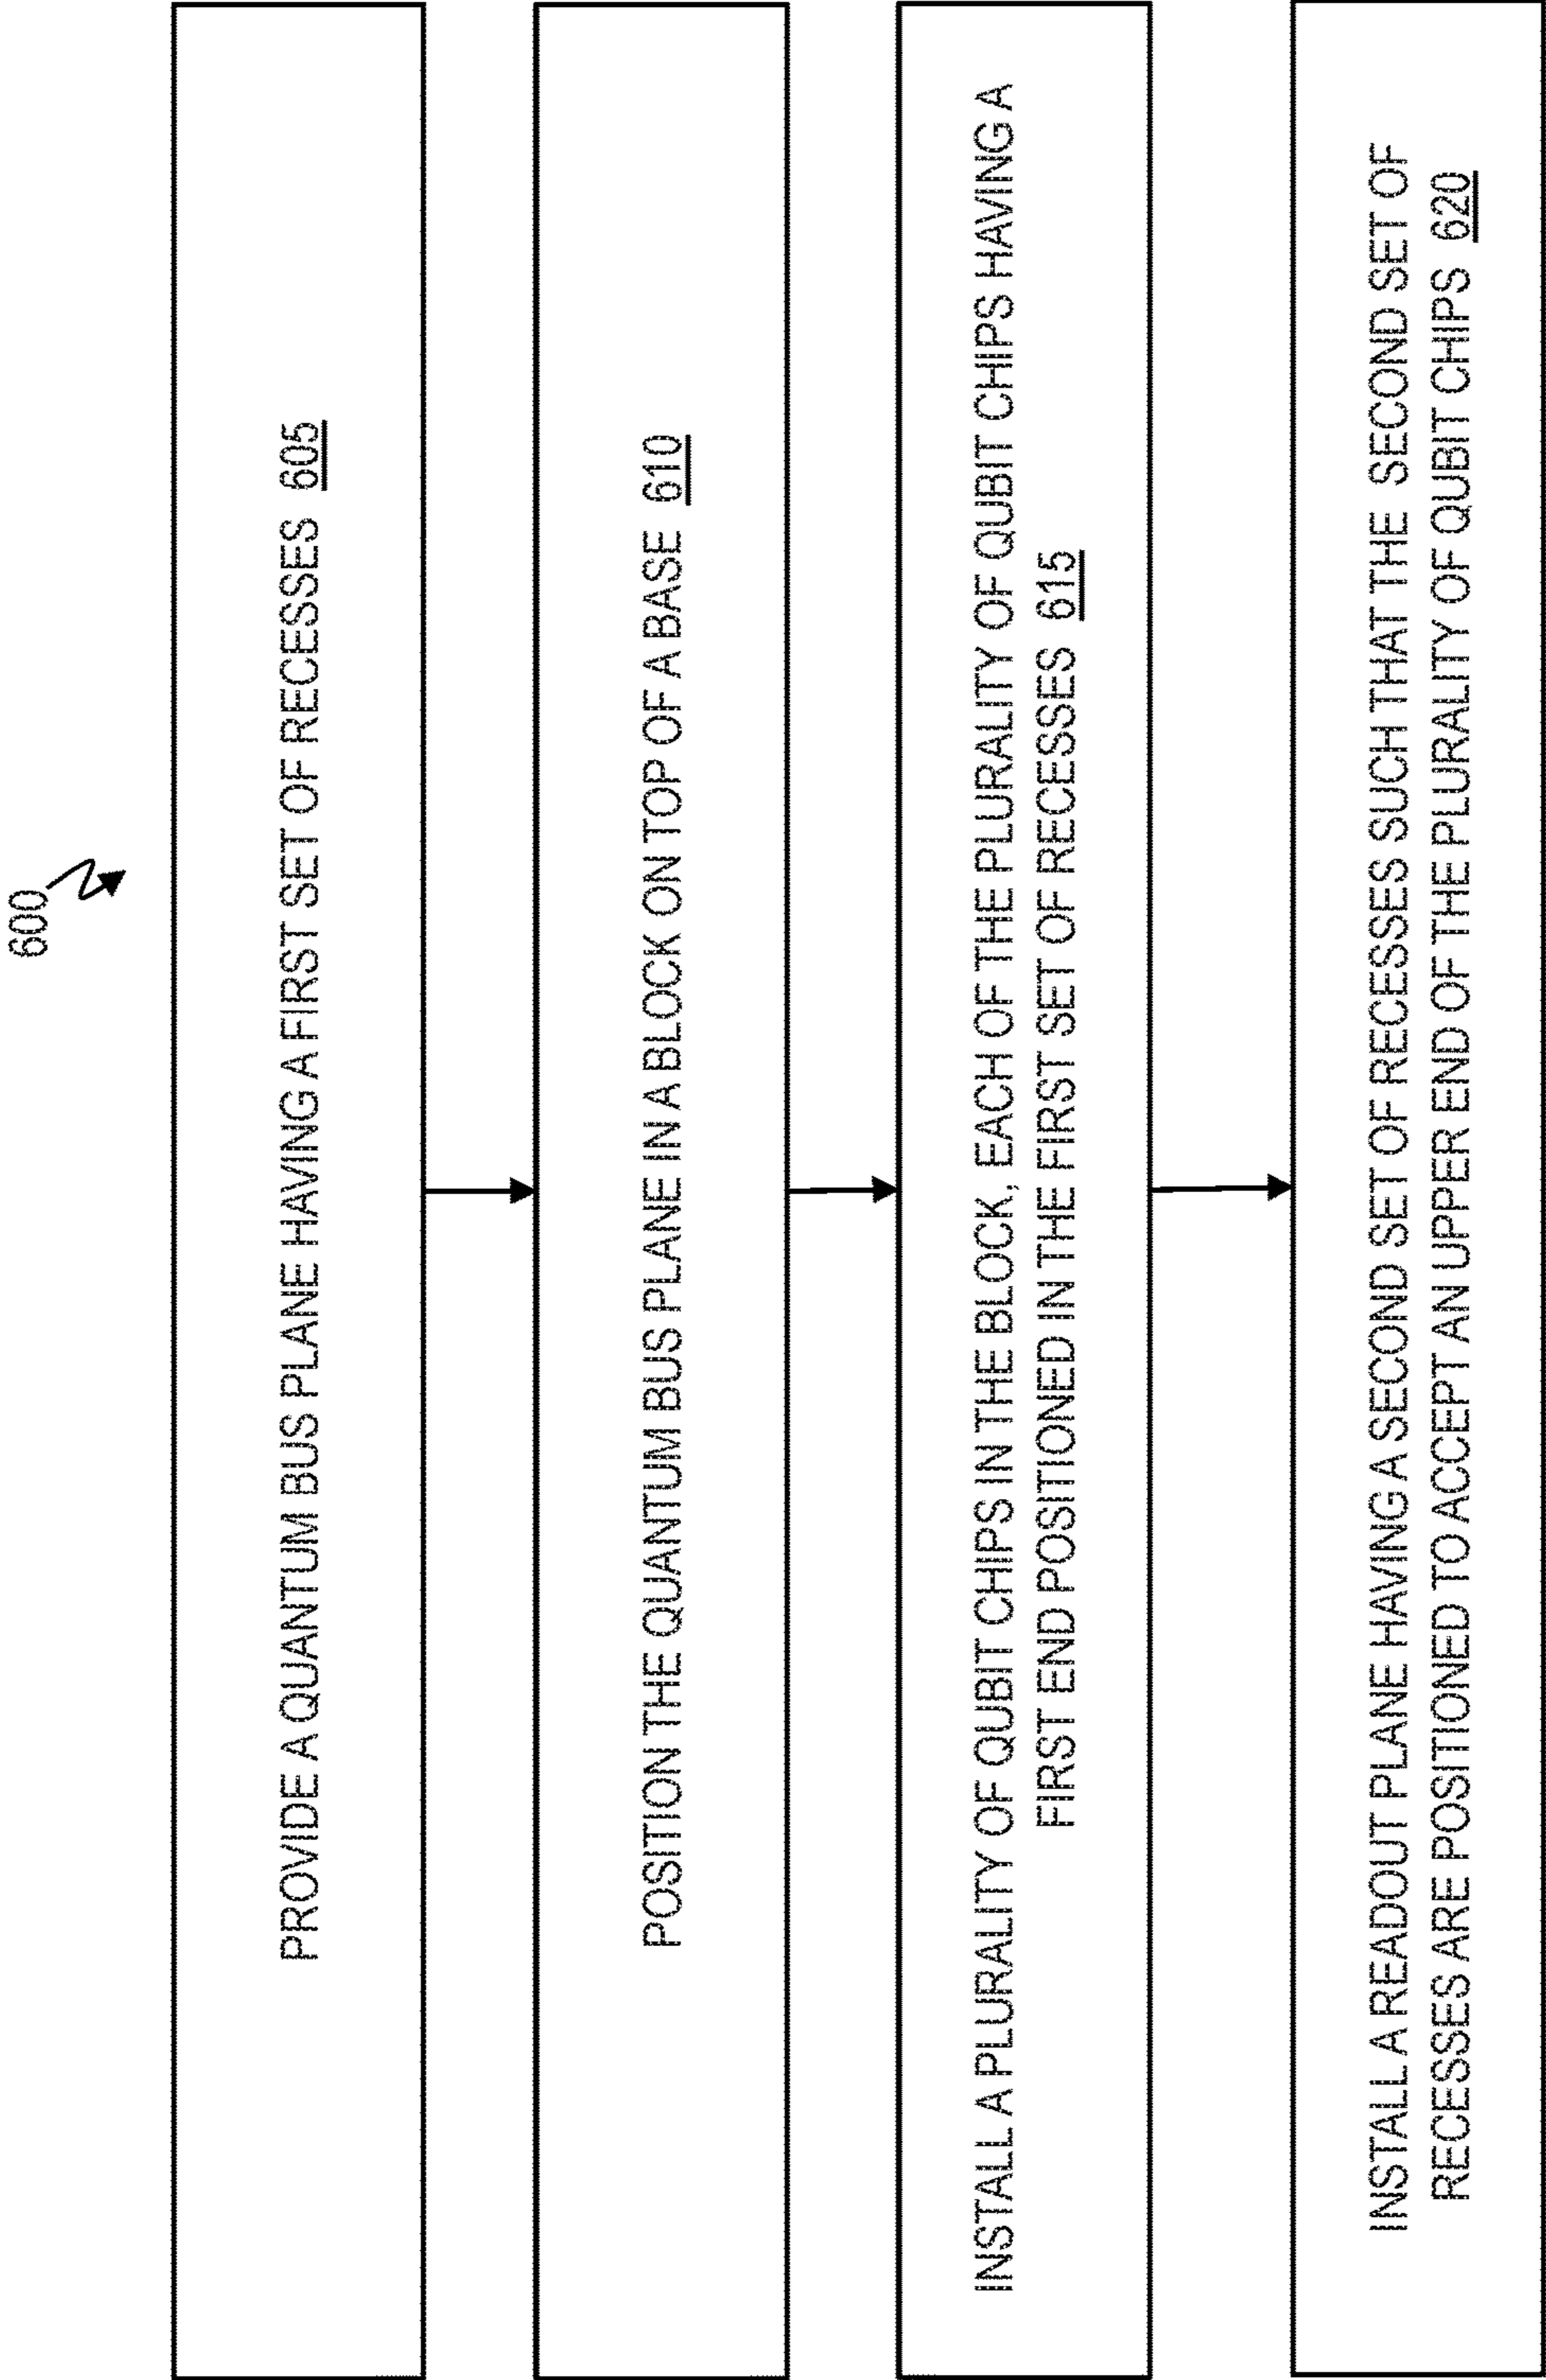 600
PROVIDE A QUANTUM BUS PLANE HAVING A FIRST SET OF RECESSES 605
POSITION THE QUANTUM BUS PLANE IN A BLOCK ON TOP OF A BASE 610
INSTALL A PLURALITY OF QUBIT CHIPS IN THE BLOCK, EACH OF THE PLURALITY OF QUBIT CHIPS HAVING A
FIRST END POSITIONED IN THE FIRST SET OF RECESSES 615
INSTALL A READOUT PLANE HAVING A SECOND SET OF RECESSES SUCH THAT THE SECOND SET OF
RECESSES ARE POSITIONED TO ACCEPT AN UPPER END OF THE PLURALITY OF QUBIT CHIPS 620